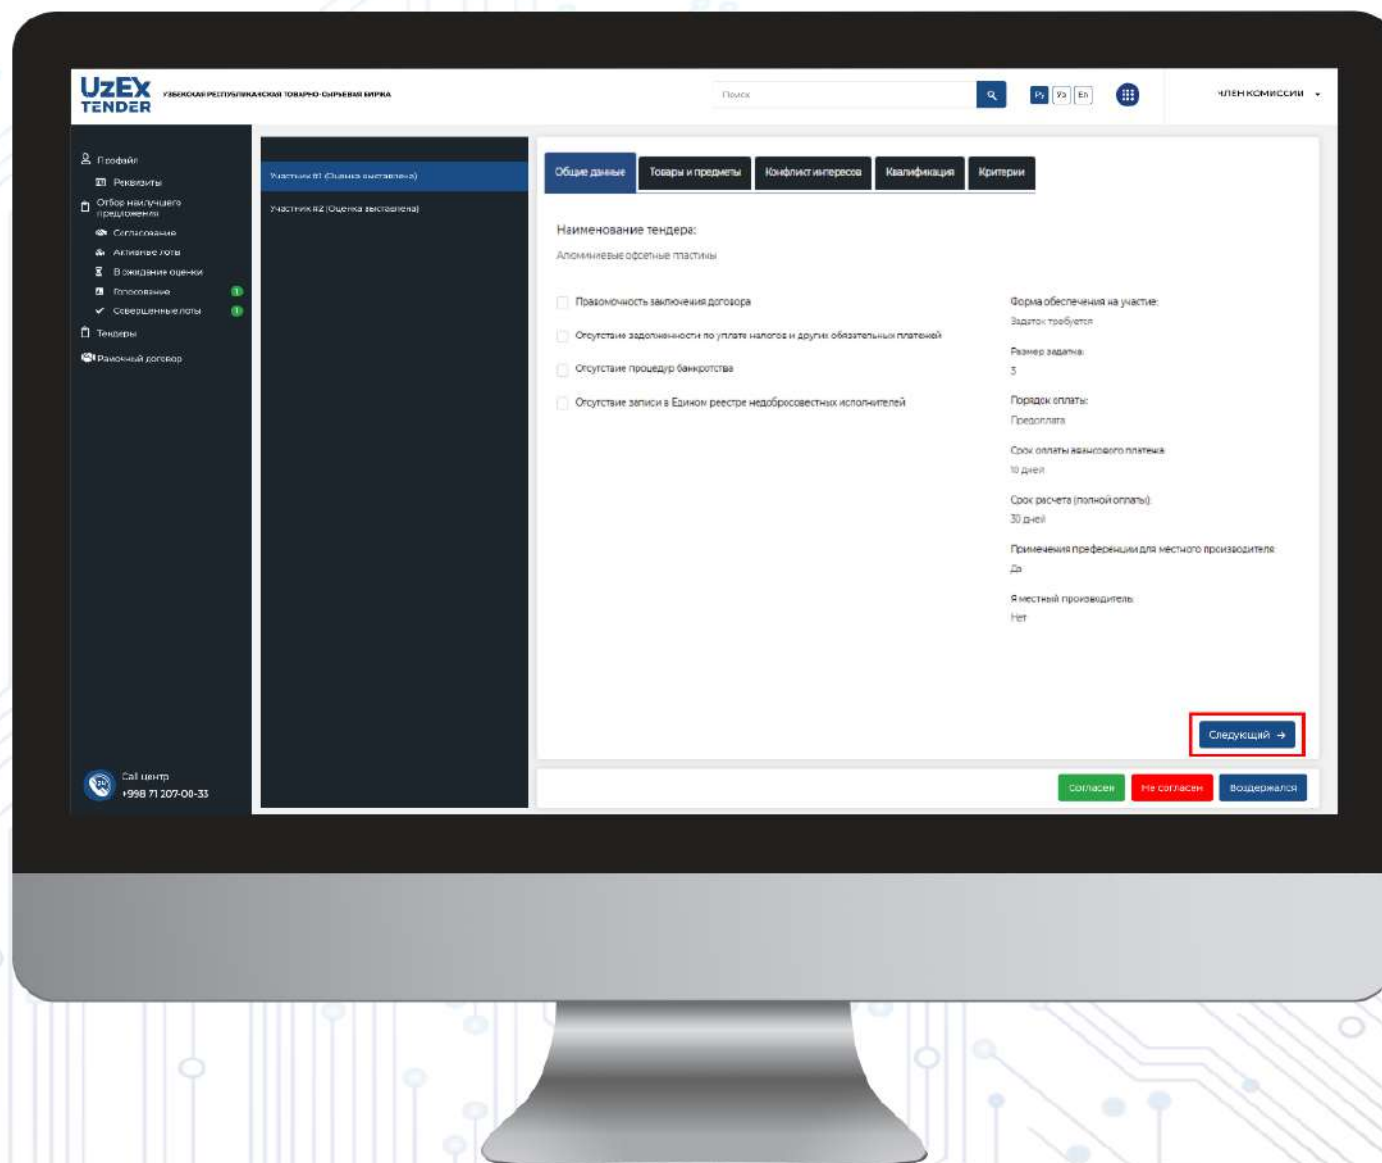 UzEX
TENDER
УЗБЕКСКАЯ РЕСПУБЛИКАНСКАЯ ТОВАРНО-СЫРЬЕВАЯ БИРЖА
Поиск
Ру Уз En
ЧЛЕН КОМИССИИ
Профайл
Реквизиты
Отбор наилучшего
предложения
Согласование
Активные лоты
В ожидание оценки
Голосование 1
Совершенные лоты 1
Тендеры
Рамочный договор
Call центр
+998 71 207-00-33
Участник #1 (Оценка выставлена)
Участник #2 (Оценка выставлена)
Общие данные Товары и предметы Конфликт интересов Квалификация Критерии
Наименование тендера:
Алюминиевые офсетные пластины
Правомочность заключения договора
Отсутствие задолженности по уплате налогов и других обязательных платежей
Отсутствие процедур банкротства
Отсутствие записи в Едином реестре недобросовестных исполнителей
Форма обеспечения на участие:
Задаток требуется
Размер задатка:
3
Порядок оплаты:
Предоплата
Срок оплаты авансового платежа:
10 дней
Срок расчета (полной оплаты):
30 дней
Применения преференции для местного производителя:
Да
Я местный производитель:
Нет
Следующий →
Согласен Не согласен Воздержался